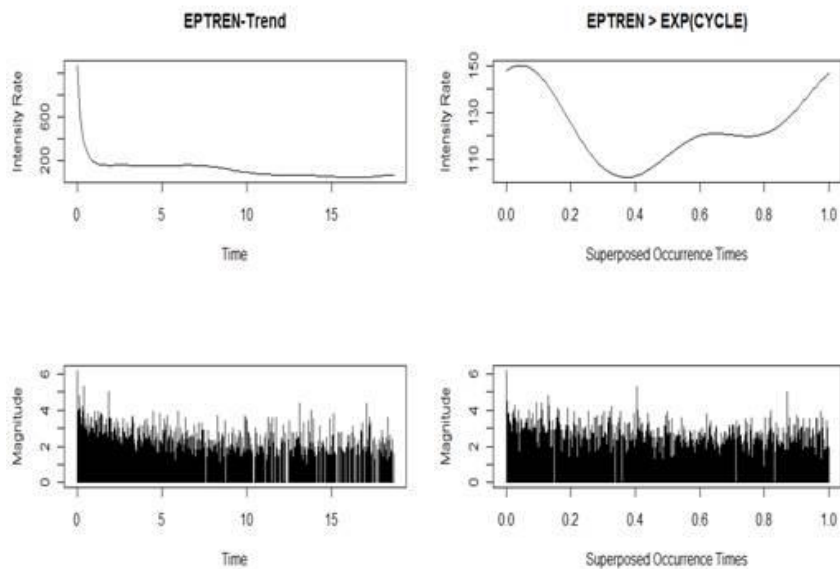 EPTREN-Trend
Intensity Rate
600
200
0 5 10 15
Time
EPTREN > EXP(CYCLE)
Intensity Rate
150
130
110
0.0 0.2 0.4 0.6 0.8 1.0
Superposed Occurrence Times
Magnitude
6
4
2
0
0 5 10 15
Time
Magnitude
6
4
2
0
0.0 0.2 0.4 0.6 0.8 1.0
Superposed Occurrence Times